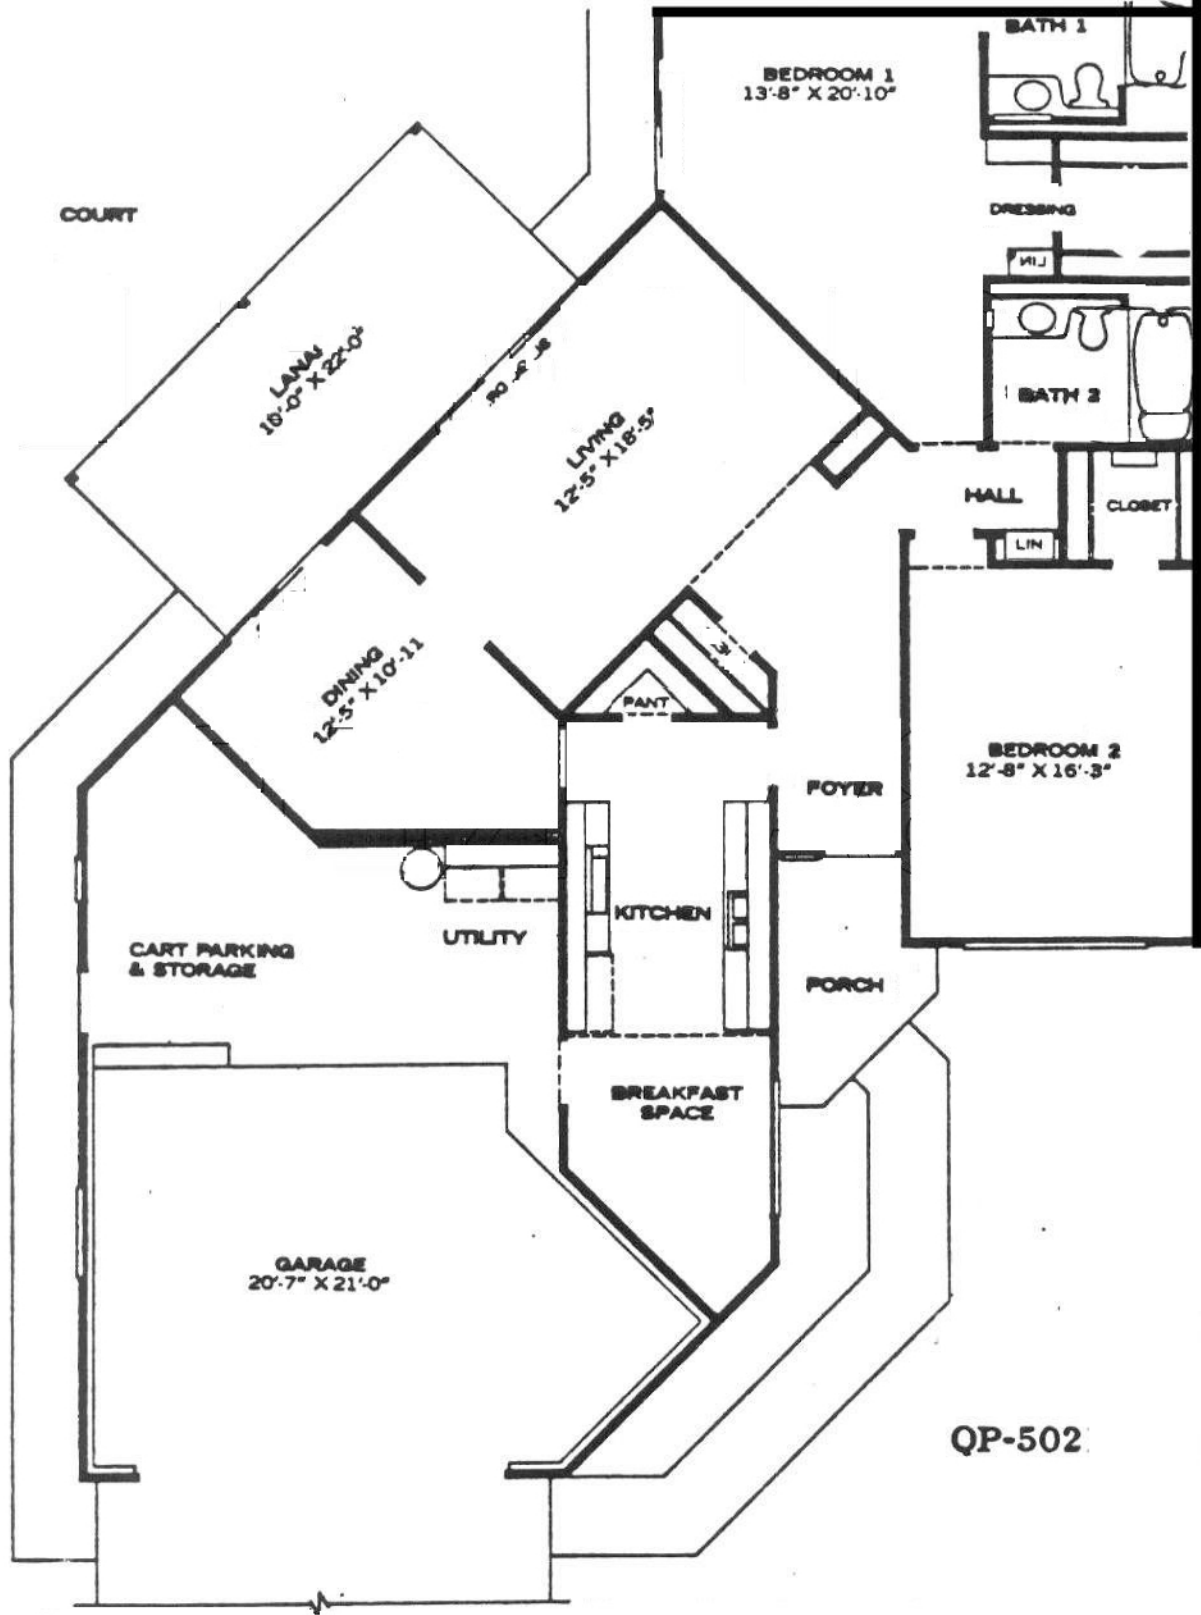 BATH 1
BEDROOM 1
13'-8" X 20'-10"
COURT
DRESSING
LIN
LANAI
10'-0" X 22'-0"
LIVING
12'-5" X 18'-5"
BATH 2
HALL
CLOSET
LIN
DINING
12'-5" X 10'-11
PANT
BEDROOM 2
12'-8" X 16'-3"
FOYER
KITCHEN
UTILITY
CART PARKING
& STORAGE
PORCH
BREAKFAST
SPACE
GARAGE
20'-7" X 21'-0"
QP-502